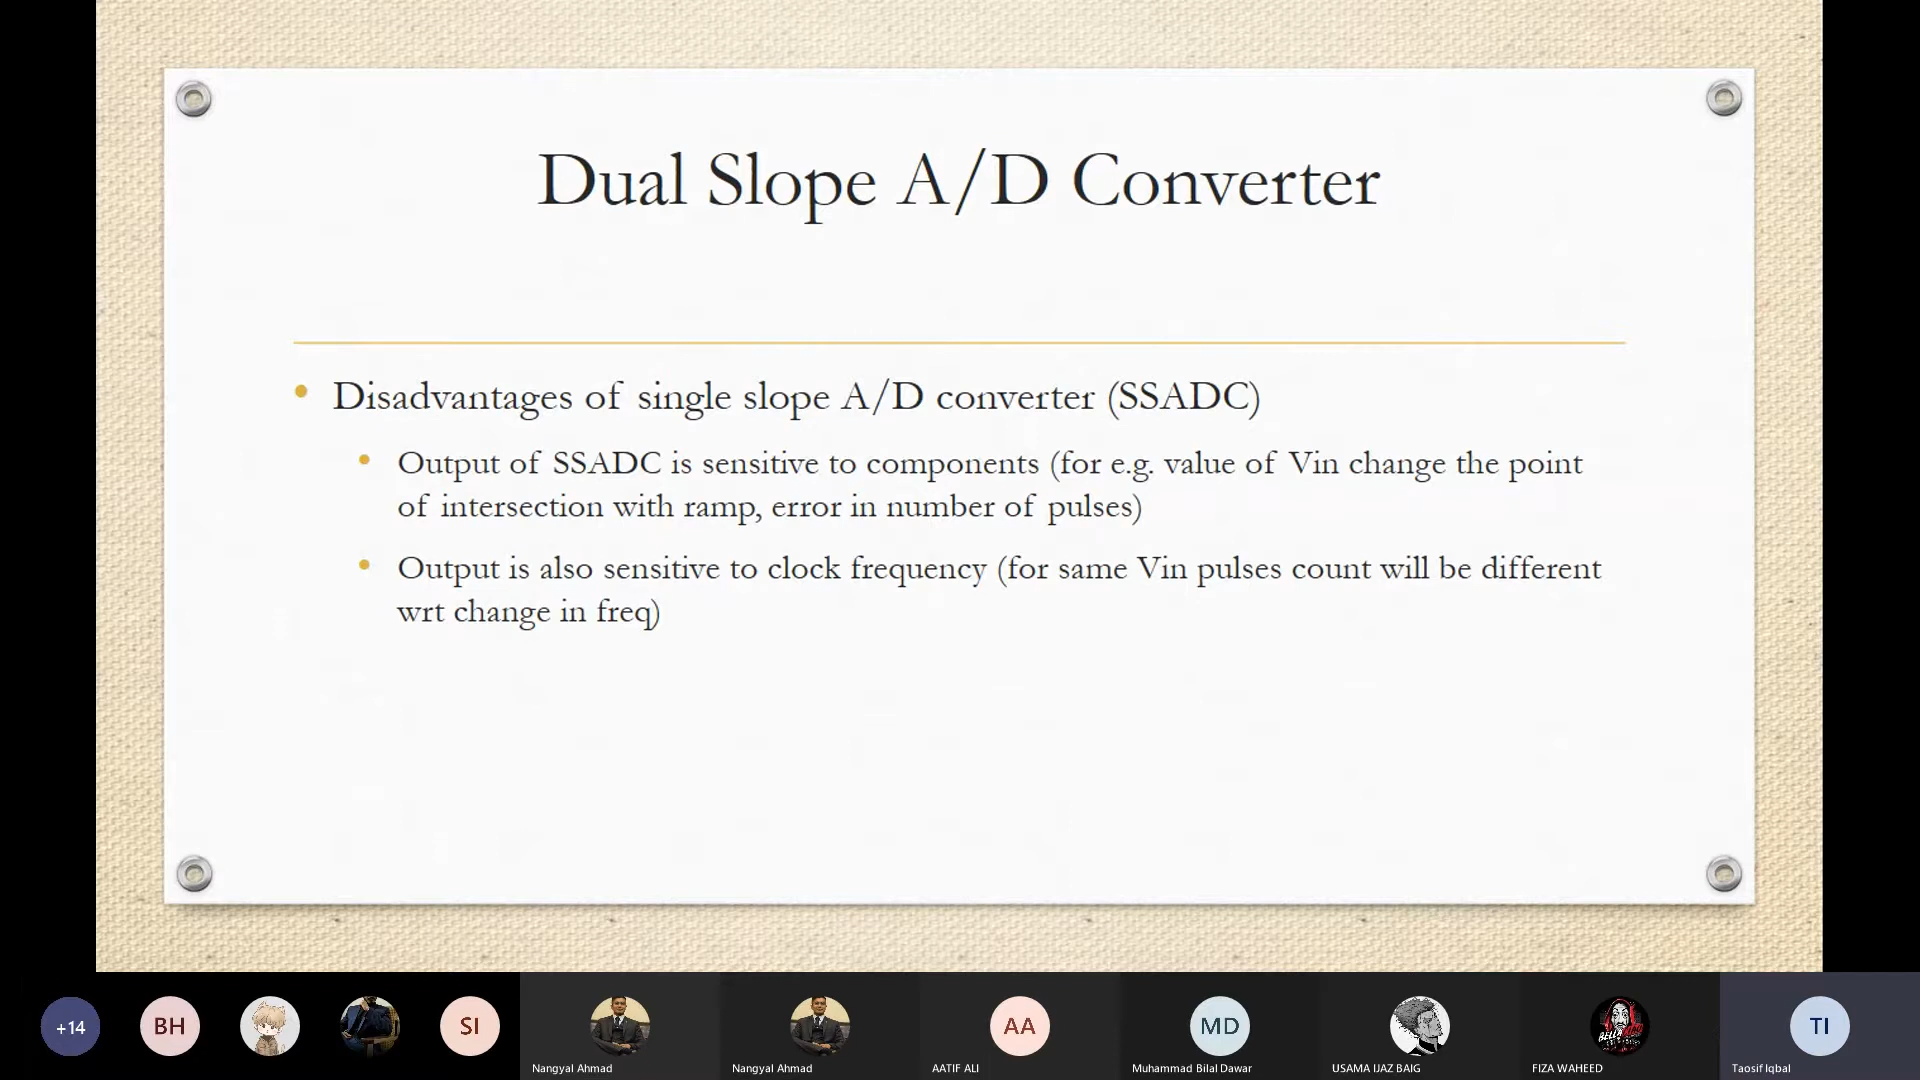 Dual Slope A/D Converter
Disadvantages of single slope A/D converter (SSADC)
Output of SSADC is sensitive to components (for e.g. value of Vin change the point
of intersection with ramp, error in number of pulses)
Output is also sensitive to clock frequency (for same Vin pulses count will be different
wrt change in freq)
+14
BH
SI
AA
MD
TI
Nangyal Ahmad
Nangyal Ahmad
AATIF ALI
Muhammad Bilal Dawar
USAMA IJAZ BAIG
FIZA WAHEED
Taosif Iqbal